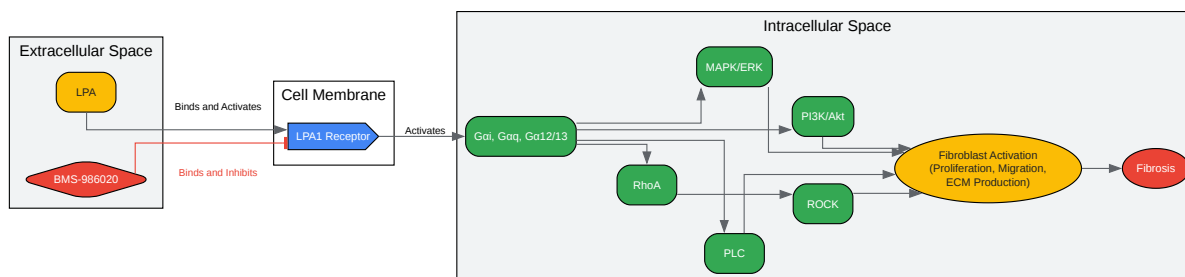 Extracellular Space
LPA
BMS-986020
Binds and Activates
Binds and Inhibits
Cell Membrane
LPA1 Receptor
Activates
Intracellular Space
Gαi, Gαq, Gα12/13
MAPK/ERK
PI3K/Akt
RhoA
ROCK
PLC
Fibroblast Activation
(Proliferation, Migration,
ECM Production)
Fibrosis